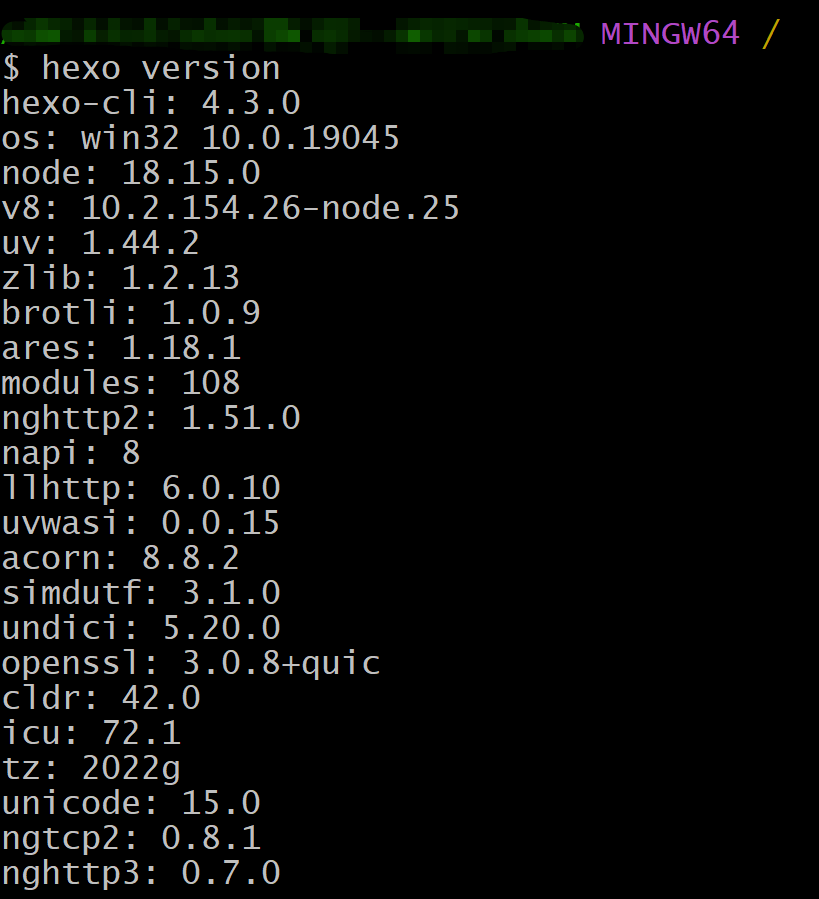 MINGW64 /
$ hexo version
hexo-cli: 4.3.0
os: win32 10.0.19045
node: 18.15.0
v8: 10.2.154.26-node.25
uv: 1.44.2
zlib: 1.2.13
brotli: 1.0.9
ares: 1.18.1
modules: 108
nghttp2: 1.51.0
napi: 8
llhttp: 6.0.10
uvwasi: 0.0.15
acorn: 8.8.2
simdutf: 3.1.0
undici: 5.20.0
openssl: 3.0.8+quic
cldr: 42.0
icu: 72.1
tz: 2022g
unicode: 15.0
ngtcp2: 0.8.1
nghttp3: 0.7.0